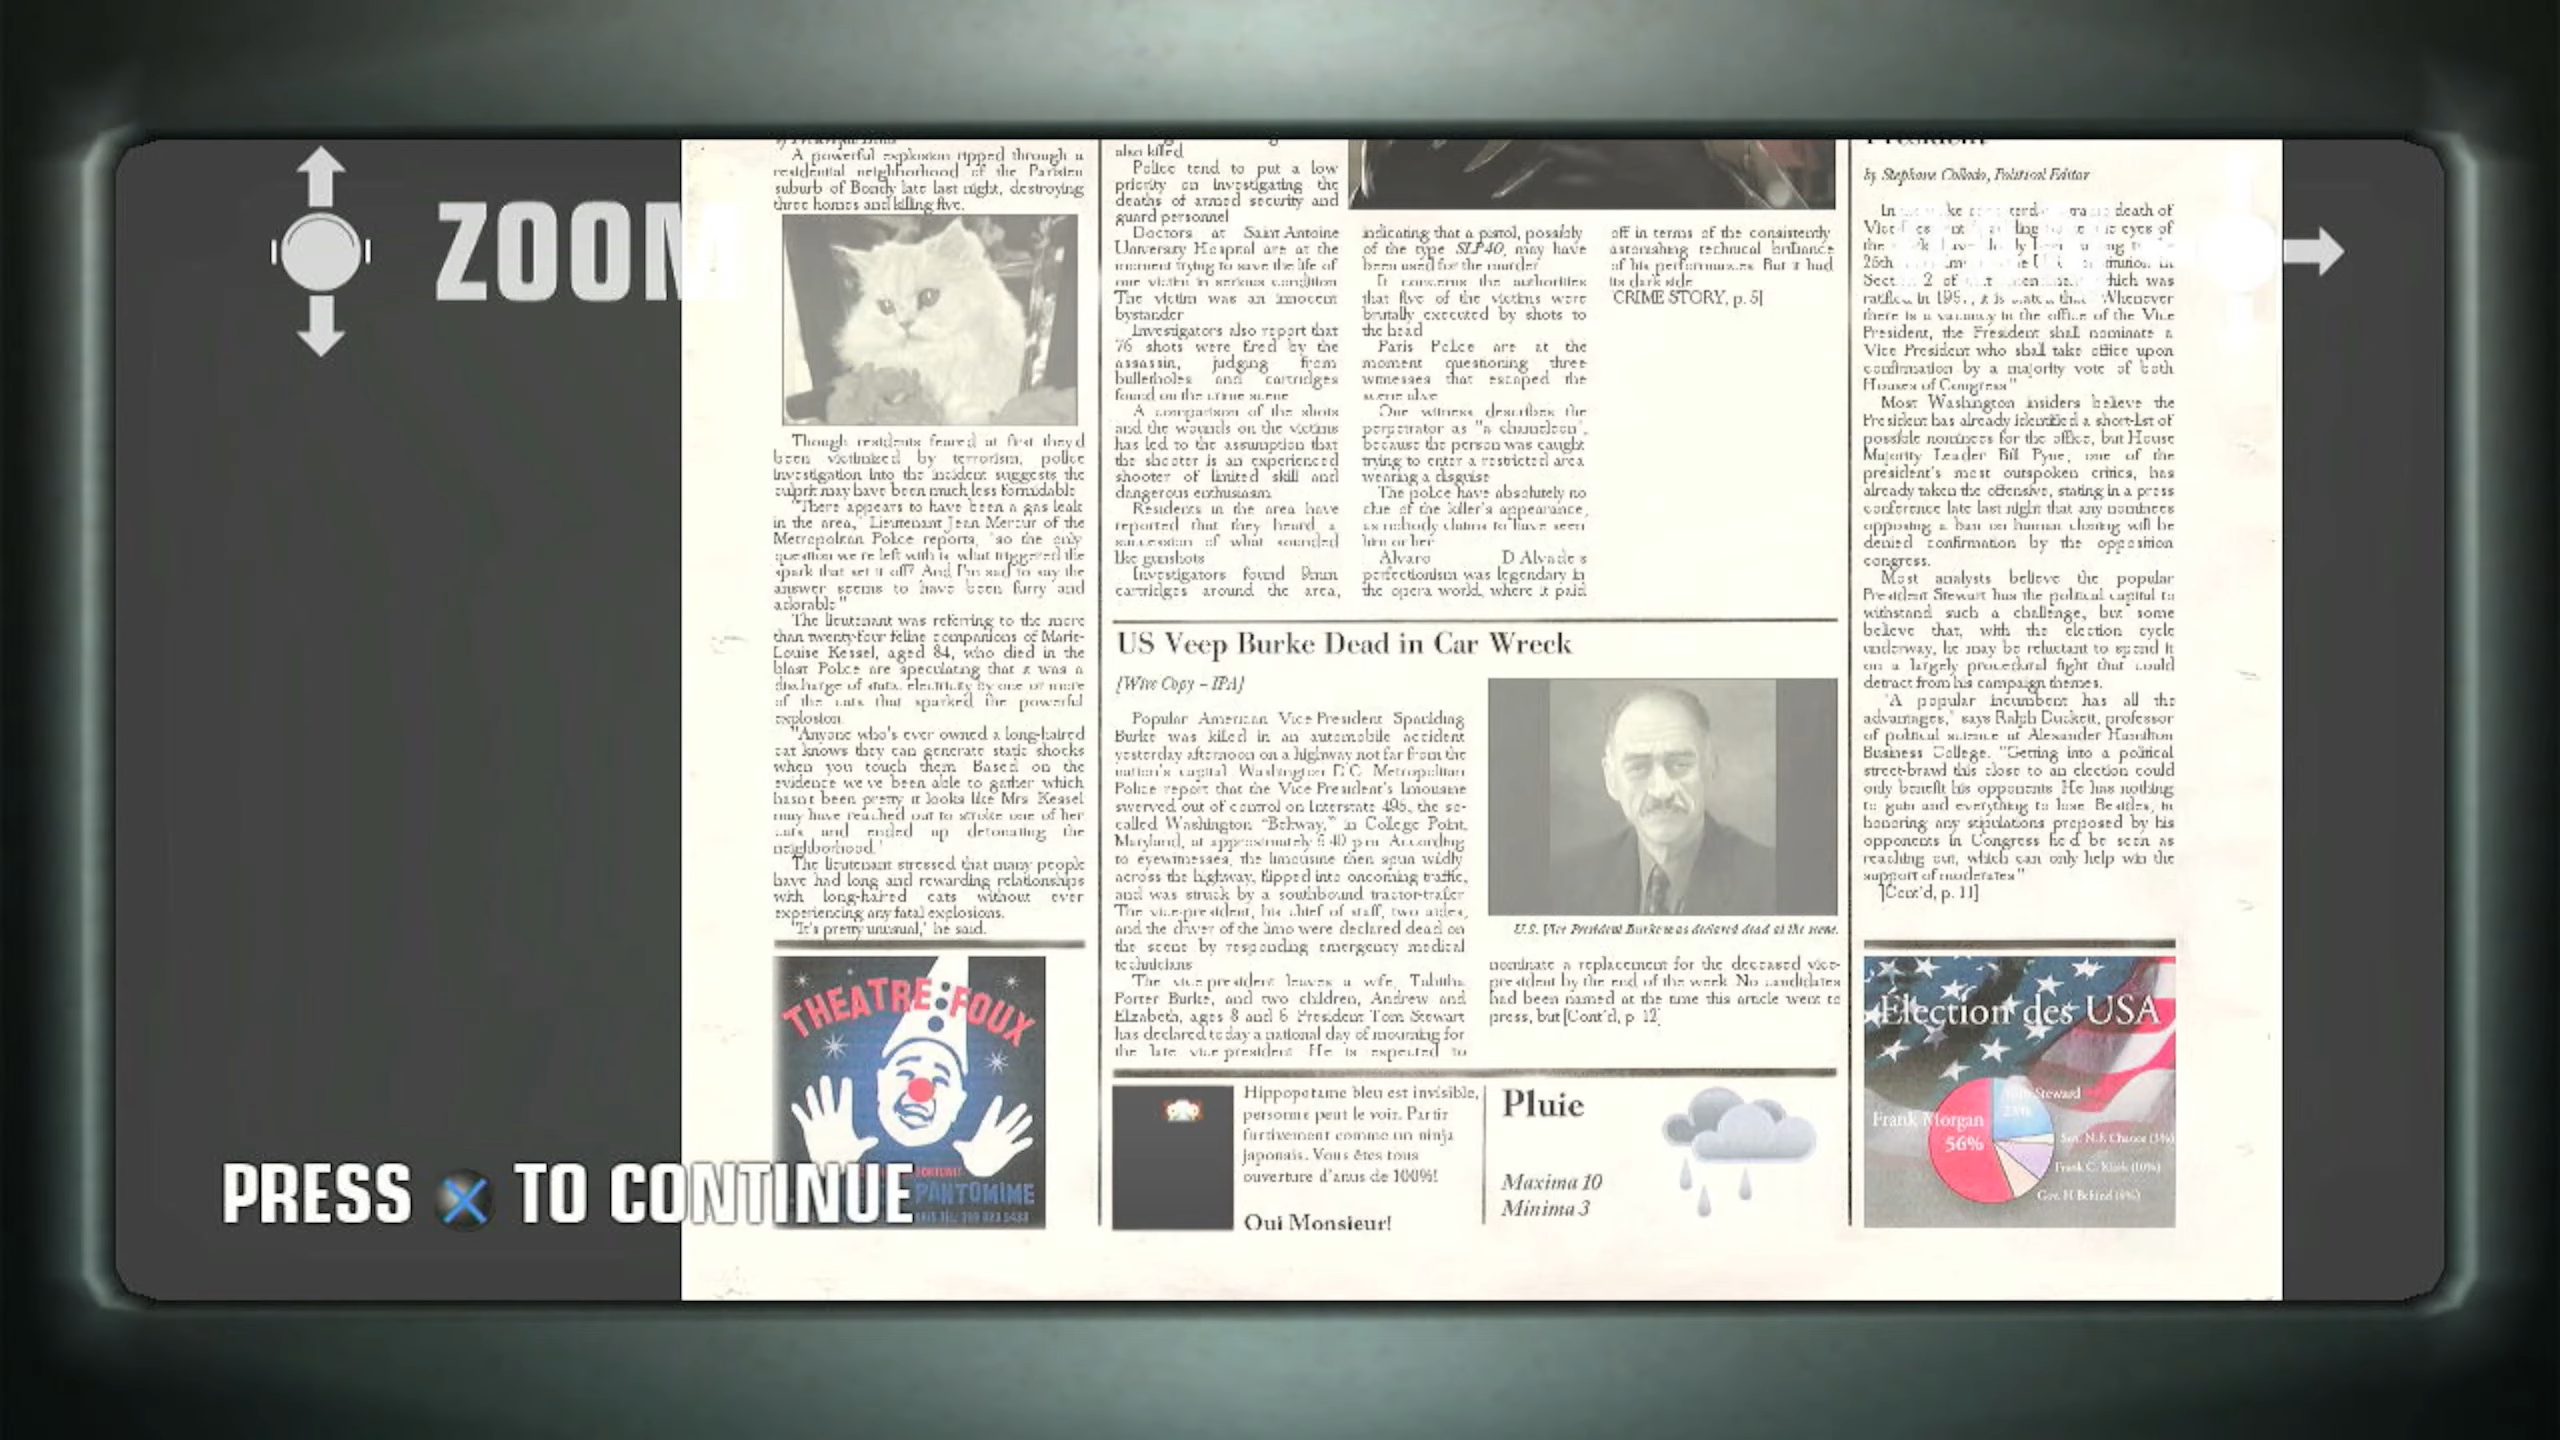 ZOOM
A powerful explosion ripped through a
residential neighborhood of the Parisien
suburb of Bondy late last night, destroying
three homes and killing five.
Though residents feared at first they'd
been victimized by terrorism, police
investigation into the incident suggests the
culprit may have been much less formidable
"There appears to have been a gas leak
in the area," Lieutenant Jean Mercur of the
Metropolitan Police reports, "so the only
question we're left with is what triggered the
spark that set it off? And I'm sad to say the
answer seems to have been furry and
adorable"
The lieutenant was referring to the more
than twenty-four feline companions of Marie-
Louise Kessel, aged 84, who died in the
blast Police are speculating that it was a
discharge of static electricity by one or more
of the cats that sparked the powerful
explosion
"Anyone who's ever owned a long-haired
cat knows they can generate static shocks
when you touch them Based on the
evidence we've been able to gather which
hasn't been pretty it looks like Mrs Kessel
may have reached out to stroke one of her
cats and ended up detonating the
neighborhood."
The lieutenant stressed that many people
have had long and rewarding relationships
with long-haired cats without ever
experiencing any fatal explosions.
"It's pretty unusual," he said.
THEATRE FOUX
PANTOMIME
also killed
Police tend to put a low
priority on investigating the
deaths of armed security and
guard personnel
Doctors at Saint-Antoine
University Hospital are at the
moment trying to save the life of
one victim in serious condition
The victim was an innocent
bystander
Investigators also report that
76 shots were fired by the
assassin, judging from
bulletholes and cartridges
found on the crime scene
A comparison of the shots
and the wounds on the victims
has led to the assumption that
the shooter is an experienced
shooter of limited skill and
dangerous enthusiasm
Residents in the area have
reported that they heard a
succession of what sounded
like gunshots
Investigators found 9mm
cartridges around the area,
indicating that a pistol, possibly
of the type SLP40, may have
been used for the murder
It concerns the authorities
that five of the victims were
brutally executed by shots to
the head
Paris Police are at the
moment questioning three
witnesses that escaped the
scene alive
One witness describes the
perpetrator as "a chameleon",
because the person was caught
trying to enter a restricted area
wearing a disguise
The police have absolutely no
clue of the killer's appearance,
as nobody claims to have seen
him or her
Alvaro D Alvade s
perfectionism was legendary in
the opera world, where it paid
off in terms of the consistently
astonishing technical brilliance
of his performances But it had
its dark side
[CRIME STORY, p. 5]
US Veep Burke Dead in Car Wreck
[Wire Copy – IPA]
Popular American Vice President Spaulding
Burke was killed in an automobile accident
yesterday afternoon on a highway not far from the
nation's capital Washington D.C. Metropolitan
Police report that the Vice President's limousine
swerved out of control on Interstate 495, the so-
called Washington "Beltway," in College Point,
Maryland, at approximately 5:40 p.m. According
to eyewitnesses, the limousine then spun wildly
across the highway, flipped into oncoming traffic,
and was struck by a southbound tractor-trailer
The vice-president, his chief of staff, two aides,
and the driver of the limo were declared dead on
the scene by responding emergency medical
technicians
The vice president leaves a wife, Tabitha
Porter Burke, and two children, Andrew and
Elizabeth, ages 8 and 6 President Tom Stewart
has declared today a national day of mourning for
the late vice president He is expected to
U.S. Vice President Burke was declared dead at the scene.
nominate a replacement for the deceased vice-
president by the end of the week No candidates
had been named at the time this article went to
press, but [Cont'd, p 12]
Hippopotame bleu est invisible,
personne peut le voir. Partir
furtivement comme un ninja
japonais. Vous êtes tous
ouverture d'anus de 100%!
Oui Monsieur!
Pluie
Maxima 10
Minima 3
President
by Stephane Collado, Political Editor
death of
Vice eyes of
the
25th
Sect 2 of which was
ratified in it is "Whenever
there is a vacancy in the office of the Vice
President, the President shall nominate a
Vice President who shall take office upon
confirmation by a majority vote of both
Houses of Congress"
Most Washington insiders believe the
President has already identified a short-list of
possible nominees for the office, but House
Majority Leader Bill Pyne, one of the
president's most outspoken critics, has
already taken the offensive, stating in a press
conference late last night that any nominees
opposing a ban on human cloning will be
denied confirmation by the opposition
congress.
Most analysts believe the popular
President Stewart has the political capital to
withstand such a challenge, but some
believe that, with the election cycle
underway, he may be reluctant to spend it
on a largely procedural fight that could
detract from his campaign themes.
"A popular incumbent has all the
advantages," says Ralph Duckett, professor
of political science at Alexander Hamilton
Business College. "Getting into a political
street-brawl this close to an election could
only benefit his opponents He has nothing
to gain and everything to lose Besides, in
honoring any stipulations proposed by his
opponents in Congress he'd be seen as
reaching out, which can only help win the
support of moderates"
[Cont'd, p. 11]
Élection des USA
Steward
Frank Morgan
56%
PRESS X TO CONTINUE